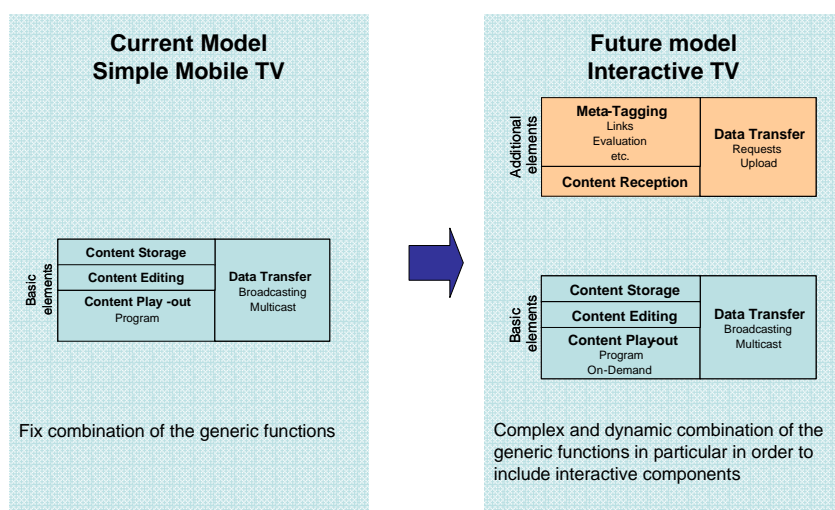 Current Model
Simple Mobile TV
Basic
elements
Content Storage
Content Editing
Content Play -out
Program
Data Transfer
Broadcasting
Multicast
Fix combination of the generic functions
Future model
Interactive TV
Additional
elements
Meta-Tagging
Links
Evaluation
etc.
Content Reception
Data Transfer
Requests
Upload
Basic
elements
Content Storage
Content Editing
Content Play-out
Program
On-Demand
Data Transfer
Broadcasting
Multicast
Complex and dynamic combination of the
generic functions in particular in order to
include interactive components